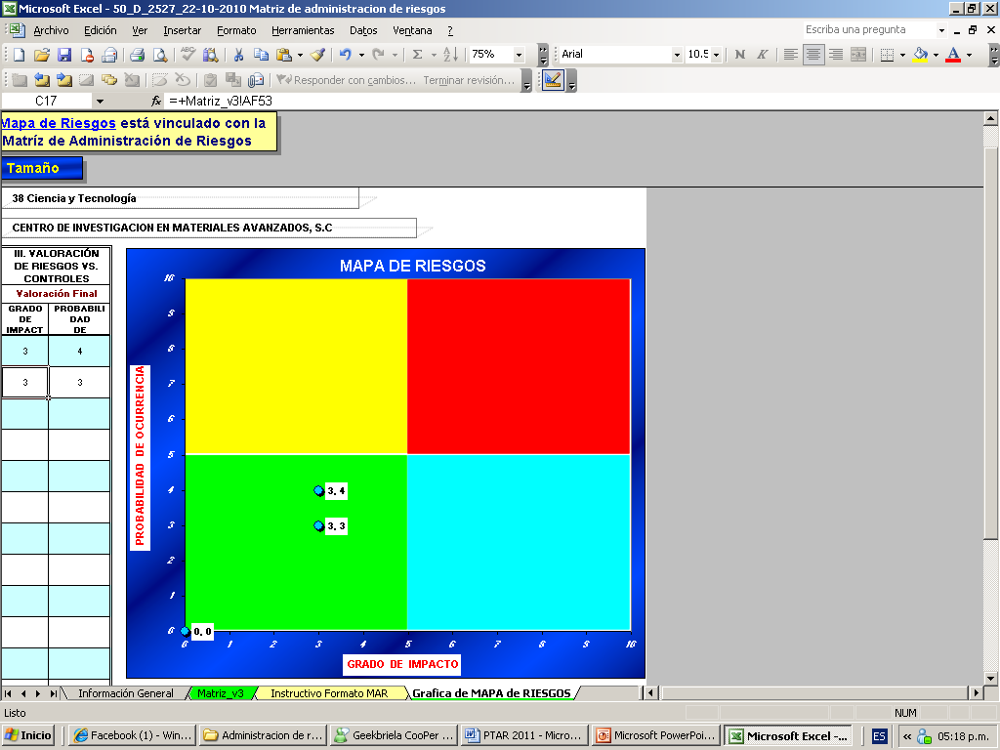 Microsoft Excel - 50_D_2527_22-10-2010 Matriz de administracion de riesgos
Archivo Edición Ver Insertar Formato Herramientas Datos Ventana ?
Escriba una pregunta
75% Arial 10.5 N K
Responder con cambios... Terminar revisión...
C17 fx =+Matriz_v3!AF53
Mapa de Riesgos está vinculado con la
Matríz de Administración de Riesgos
Tamaño
38 Ciencia y Tecnología
CENTRO DE INVESTIGACION EN MATERIALES AVANZADOS, S.C
III. VALORACIÓN
DE RIESGOS VS.
CONTROLES
Valoración Final
GRADO
DE
IMPACT
PROBABILI
DAD
DE
3 4
3 3
MAPA DE RIESGOS
PROBABILIDAD DE OCURRENCIA
10
9
8
7
6
5
4
3
2
1
0
3, 4
3, 3
0, 0
0 1 2 3 4 5 6 7 8 9 10
GRADO DE IMPACTO
Información General Matriz_v3 Instructivo Formato MAR Grafica de MAPA de RIESGOS
Listo
NUM
Inicio Facebook (1) - Win... Administracion de r... Geekbriela CooPer ... PTAR 2011 - Micro... Microsoft PowerPoi... Microsoft Excel -... ES « 05:18 p.m.